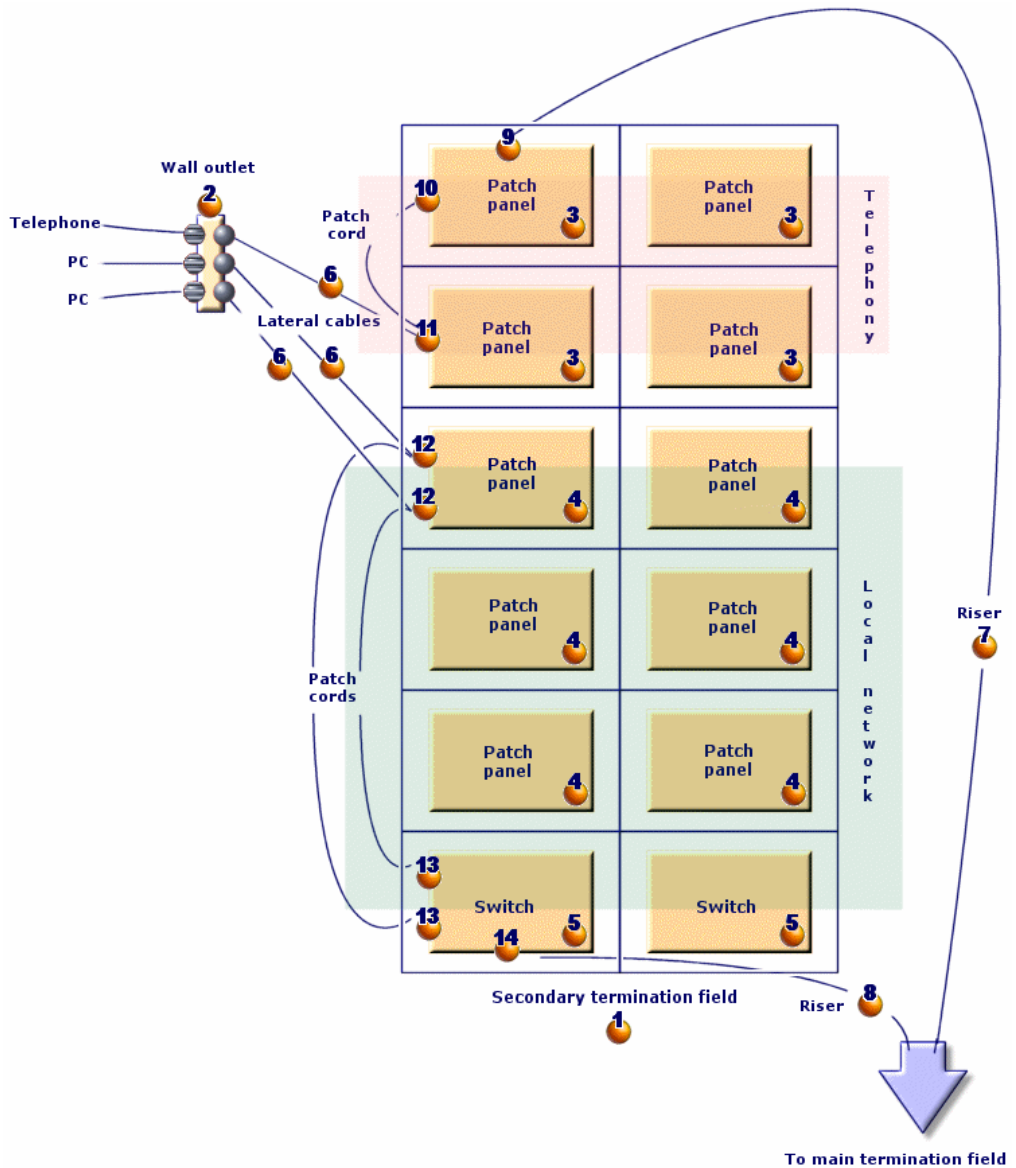 9
Wall outlet
2
10
Patch
panel
Patch
panel
Telephony
Patch
cord
3
3
Telephone
PC
6
PC
Lateral cables
11
Patch
panel
Patch
panel
6
6
3
3
12
Patch
panel
Patch
panel
12
4
4
Local network
Patch
panel
Patch
panel
Riser
7
4
4
Patch
cords
Patch
panel
Patch
panel
4
4
13
13
Switch
Switch
5
5
14
Secondary termination field
1
Riser
8
To main termination field